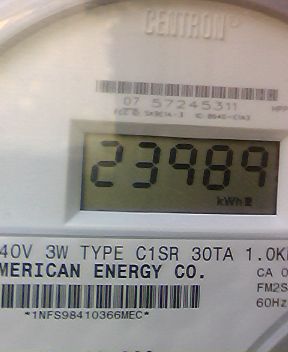 CENTRON
07 57245311
23989
kWh
40V 3W TYPE C1SR 30TA 1.0K
MERICAN ENERGY CO.
CA 0
FM2S
60Hz
*1NFS98410366MEC*